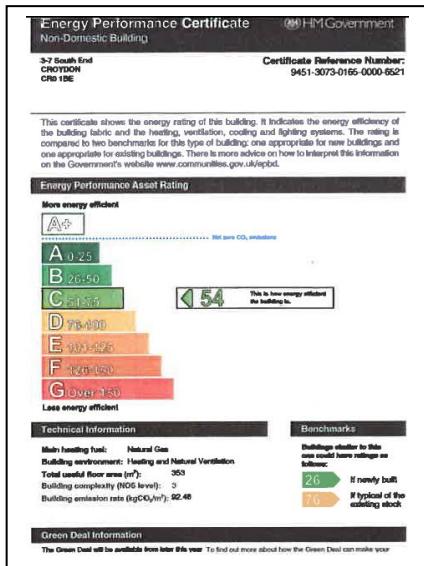 Energy Performance Certificate
HM Government
Non-Domestic Building
3-7 South End
CROYDON
CR0 1BE
Certificate Reference Number:
9451-3073-0165-0000-6521
This certificate shows the energy rating of this building. It indicates the energy efficiency of
the building fabric and the heating, ventilation, cooling and lighting systems. The rating is
compared to two benchmarks for this type of building: one appropriate for new buildings and
one appropriate for existing buildings. There is more advice on how to interpret this information
on the Government's website www.communities.gov.uk/epbd.
Energy Performance Asset Rating
More energy efficient
A+
Net zero CO₂ emissions
A 0-25
B 26-50
C 51-75
54
This is how energy efficient
the building is.
D 76-100
E 101-125
F 126-150
G Over 150
Less energy efficient
Technical Information
Main heating fuel: Natural Gas
Building environment: Heating and Natural Ventilation
Total useful floor area (m²): 353
Building complexity (NOS level): 3
Building emission rate (kgCO₂/m²): 92.48
Benchmarks
Buildings similar to this
one could have ratings as
follows:
26 If newly built
76 If typical of the
existing stock
Green Deal Information
The Green Deal will be available from later this year To find out more about how the Green Deal can make your